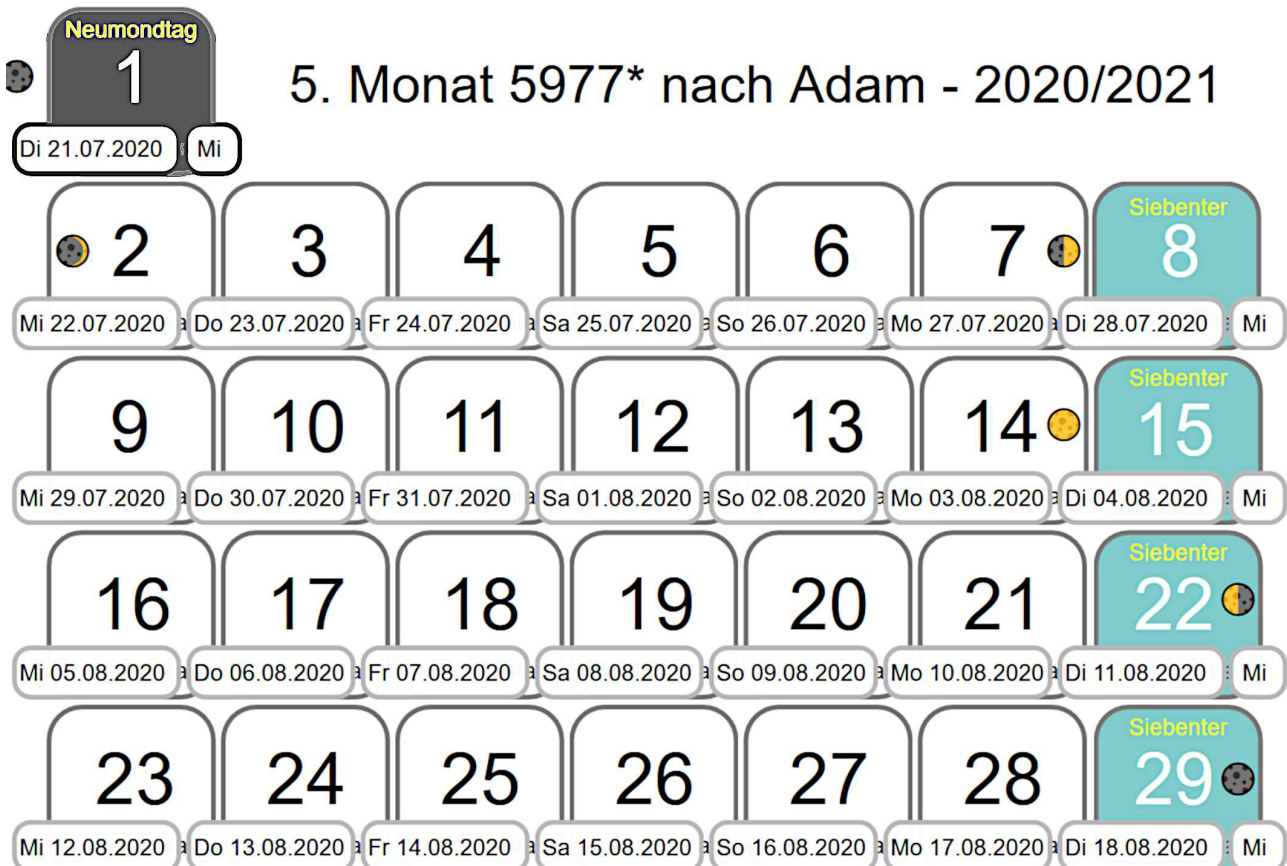 Neumondtag
1
5. Monat 5977* nach Adam - 2020/2021
Di 21.07.2020 Mi
Siebenter
2 3 4 5 6 7 8
Mi 22.07.2020 Do 23.07.2020 Fr 24.07.2020 Sa 25.07.2020 So 26.07.2020 Mo 27.07.2020 Di 28.07.2020 Mi
Siebenter
9 10 11 12 13 14 15
Mi 29.07.2020 Do 30.07.2020 Fr 31.07.2020 Sa 01.08.2020 So 02.08.2020 Mo 03.08.2020 Di 04.08.2020 Mi
Siebenter
16 17 18 19 20 21 22
Mi 05.08.2020 Do 06.08.2020 Fr 07.08.2020 Sa 08.08.2020 So 09.08.2020 Mo 10.08.2020 Di 11.08.2020 Mi
Siebenter
23 24 25 26 27 28 29
Mi 12.08.2020 Do 13.08.2020 Fr 14.08.2020 Sa 15.08.2020 So 16.08.2020 Mo 17.08.2020 Di 18.08.2020 Mi